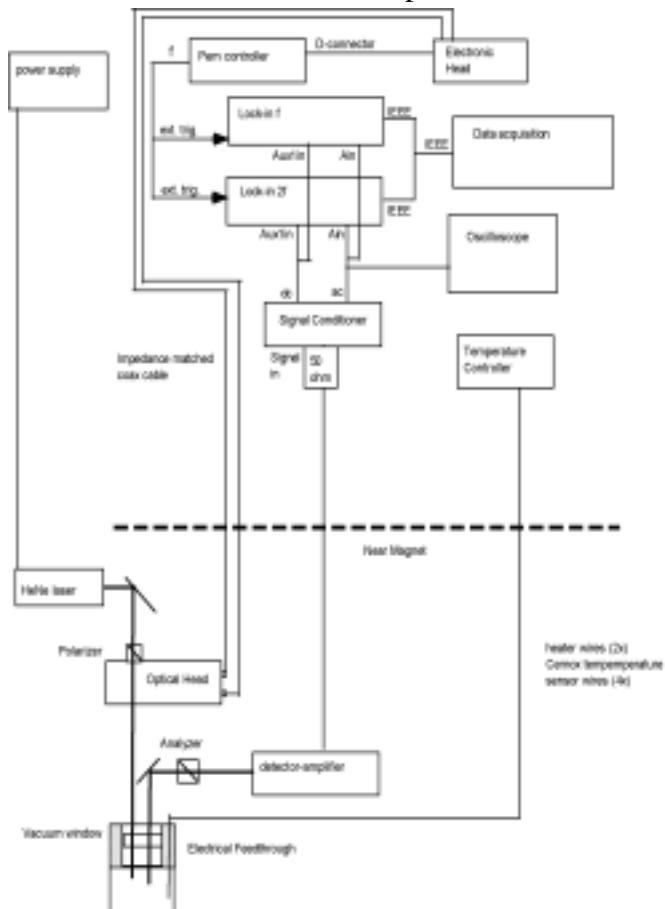 f
D-connector
power supply
Pem controller
Electronic
Head
Lock-in f
IEEE
ext. trig.
Aux1in
Ain
IEEE
Data acquisition
Lock-in 2f
ext. trig.
IEEE
Aux1in
Ain
Oscilloscope
dc
ac
Signal Conditioner
Impedance matched
coax cable
Signal
in
50
ohm
Temperature
Controller
Near Magnet
HeNe laser
Polarizer
Optical Head
heater wires (2x)
Cernox tempemperature
sensor wires (4x)
Analyzer
detector-amplifier
Vacuum window
Electrical Feedthrough